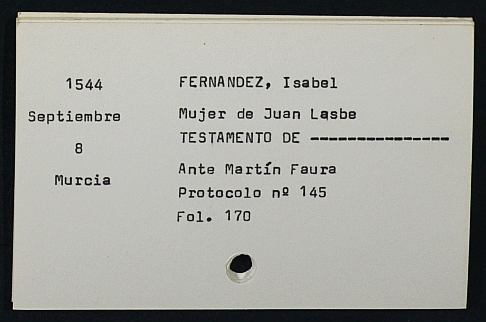 1544
Septiembre
8
Murcia
FERNANDEZ, Isabel
Mujer de Juan Lasbe
TESTAMENTO DE ---------------
Ante Martín Faura
Protocolo nº 145
Fol. 170